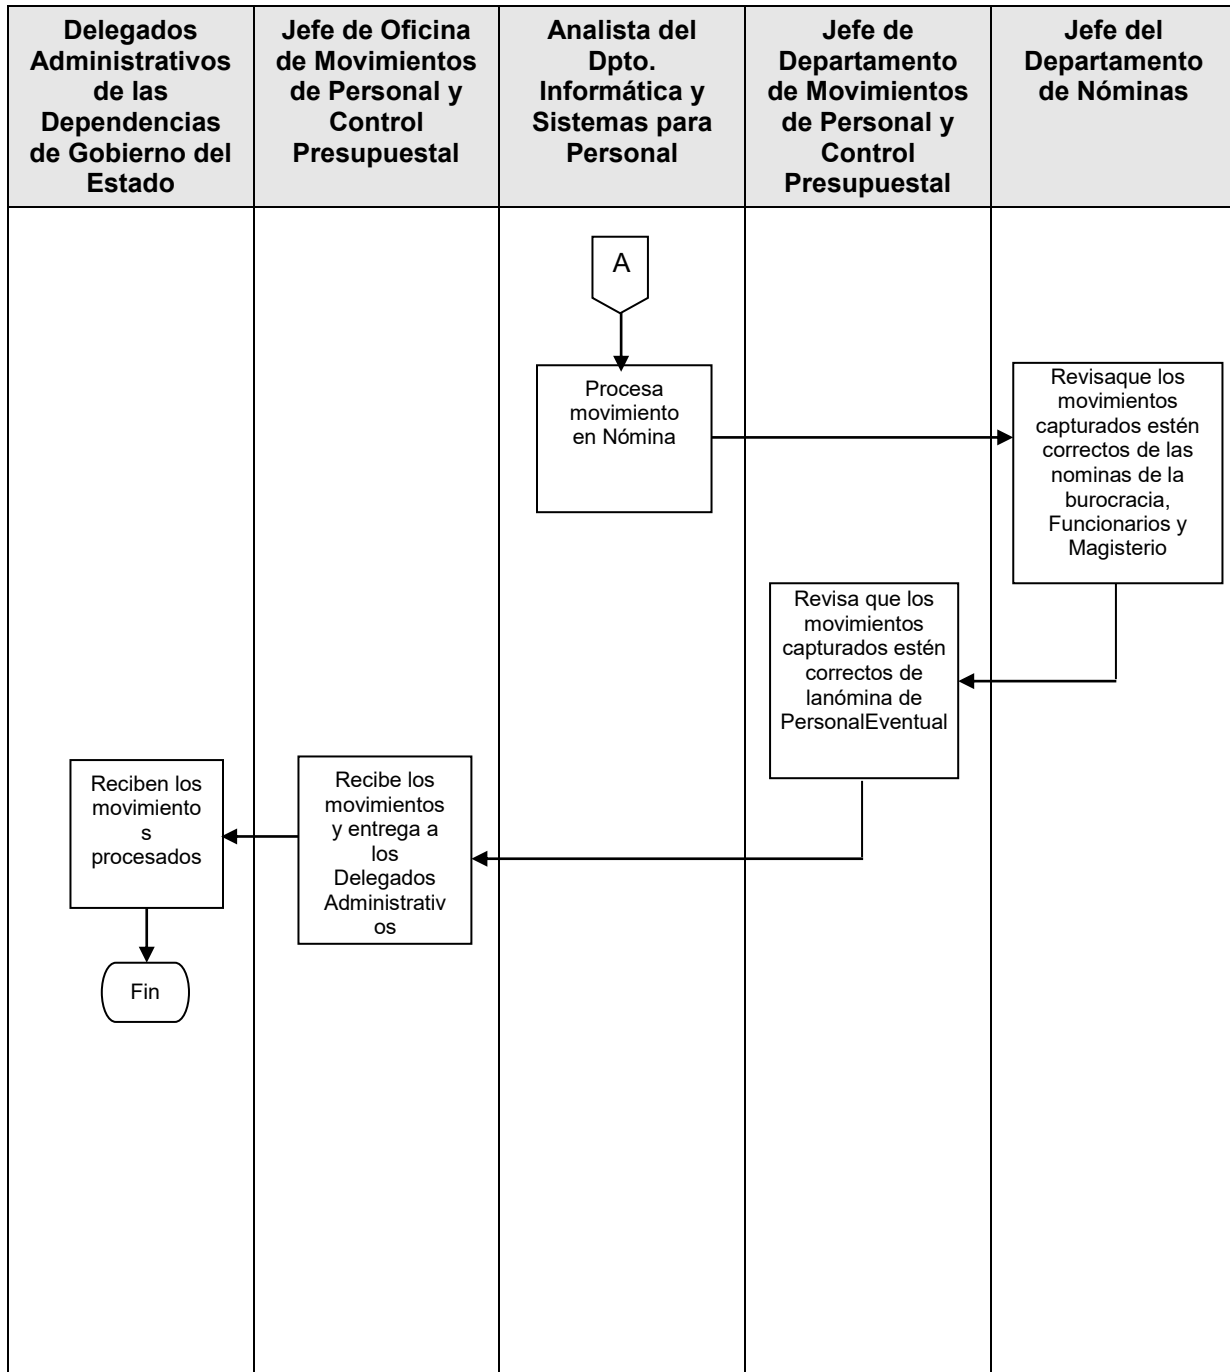 Delegados
Administrativos
de las
Dependencias
de Gobierno del
Estado
Jefe de Oficina
de Movimientos
de Personal y
Control
Presupuestal
Analista del
Dpto.
Informática y
Sistemas para
Personal
Jefe de
Departamento
de Movimientos
de Personal y
Control
Presupuestal
Jefe del
Departamento
de Nóminas
A
Procesa
movimiento
en Nómina
Revisaque los
movimientos
capturados estén
correctos de las
nominas de la
burocracia,
Funcionarios y
Magisterio
Revisa que los
movimientos
capturados estén
correctos de
lanómina de
PersonalEventual
Recibe los
movimientos
y entrega a
los
Delegados
Administrativ
os
Reciben los
movimiento
s
procesados
Fin